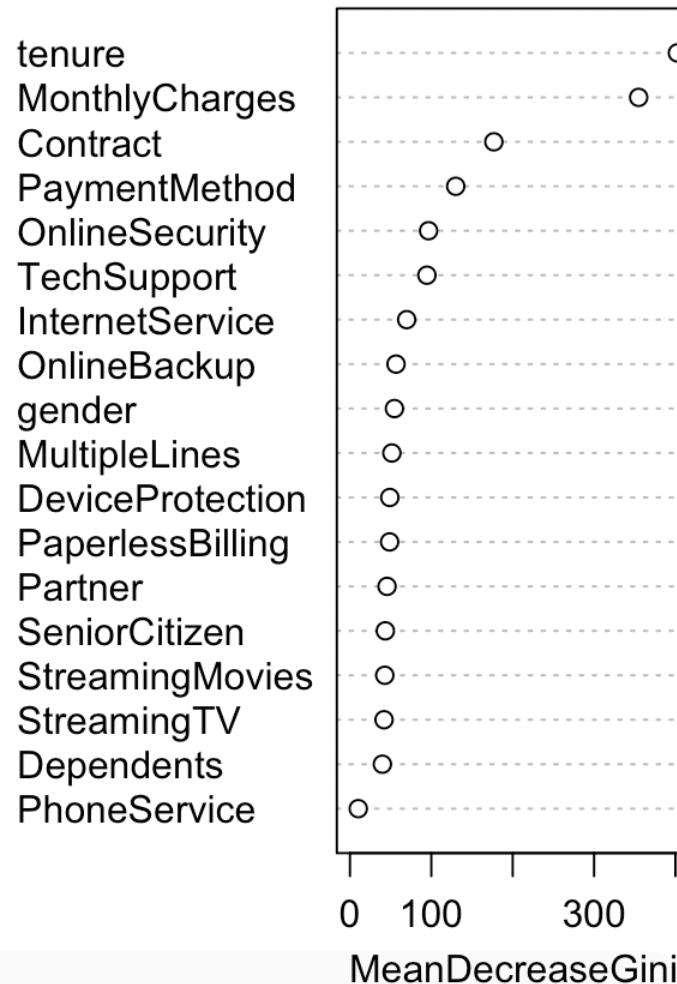 tenure
MonthlyCharges
Contract
PaymentMethod
OnlineSecurity
TechSupport
InternetService
OnlineBackup
gender
MultipleLines
DeviceProtection
PaperlessBilling
Partner
SeniorCitizen
StreamingMovies
StreamingTV
Dependents
PhoneService
0 100 300
MeanDecreaseGini